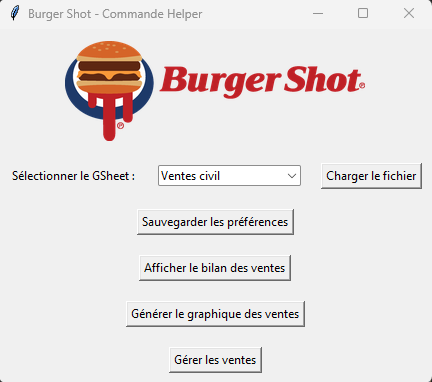 Burger Shot - Commande Helper
Burger Shot®
®
Sélectionner le GSheet :
Ventes civil
Charger le fichier
Sauvegarder les préférences
Afficher le bilan des ventes
Générer le graphique des ventes
Gérer les ventes